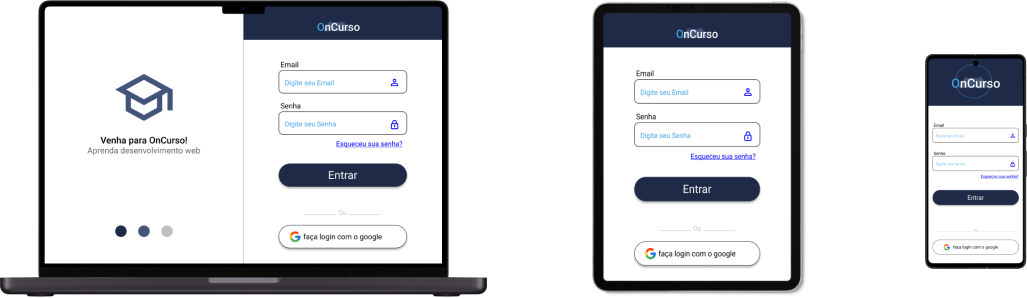 OnCurso
Email
Digite seu Email
Senha
Digite seu Senha
Esqueceu sua senha?
Entrar
Ou
faça login com o google
Venha para OnCurso!
Aprenda desenvolvimento web
OnCurso
Email
Digite seu Email
Senha
Digite seu Senha
Esqueceu sua senha?
Entrar
Ou
faça login com o google
OnCurso
Email
Digite seu Email
Senha
Digite seu Senha
Esqueceu sua senha?
Entrar
Ou
faça login com o google